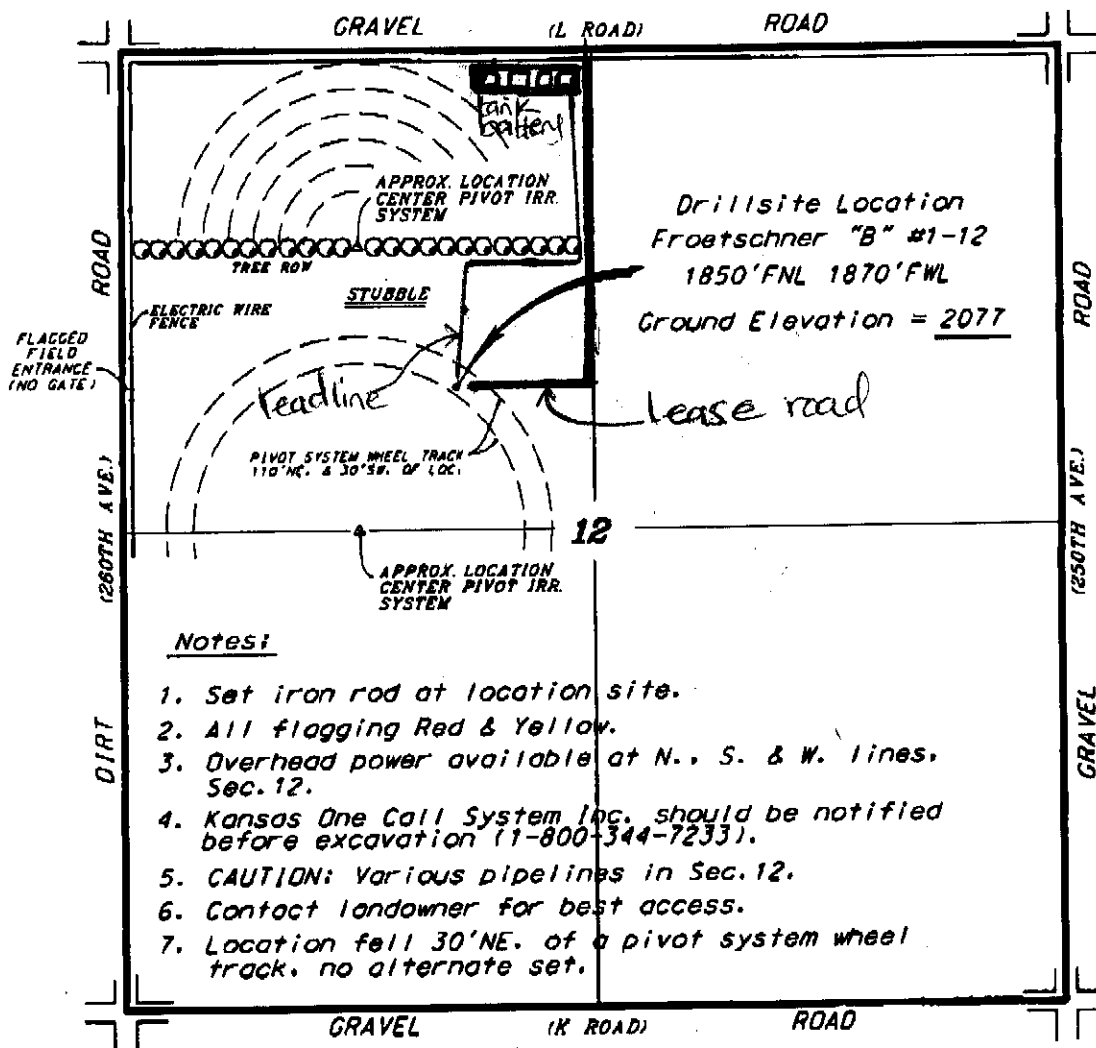 GRAVEL (L ROAD) ROAD
tank
battery
APPROX. LOCATION
CENTER PIVOT IRR.
SYSTEM
Drillsite Location
Froetschner "B" #1-12
1850'FNL 1870'FWL
Ground Elevation = 2077
ROAD
TREE ROW
STUBBLE
ELECTRIC WIRE
FENCE
FLAGGED
FIELD
ENTRANCE
(NO GATE)
ROAD
leadline
lease road
PIVOT SYSTEM WHEEL TRACK
110'NE. & 30'SW. OF LOC.
(260TH AVE.)
12
(250TH AVE.)
APPROX. LOCATION
CENTER PIVOT IRR.
SYSTEM
Notes:
1. Set iron rod at location site.
2. All flagging Red & Yellow.
3. Overhead power available at N., S. & W. lines,
Sec. 12.
4. Kansas One Call System Inc. should be notified
before excavation (1-800-344-7233).
5. CAUTION: Various pipelines in Sec. 12.
6. Contact landowner for best access.
7. Location fell 30'NE. of a pivot system wheel
track, no alternate set.
DIRT
GRAVEL
GRAVEL (K ROAD) ROAD